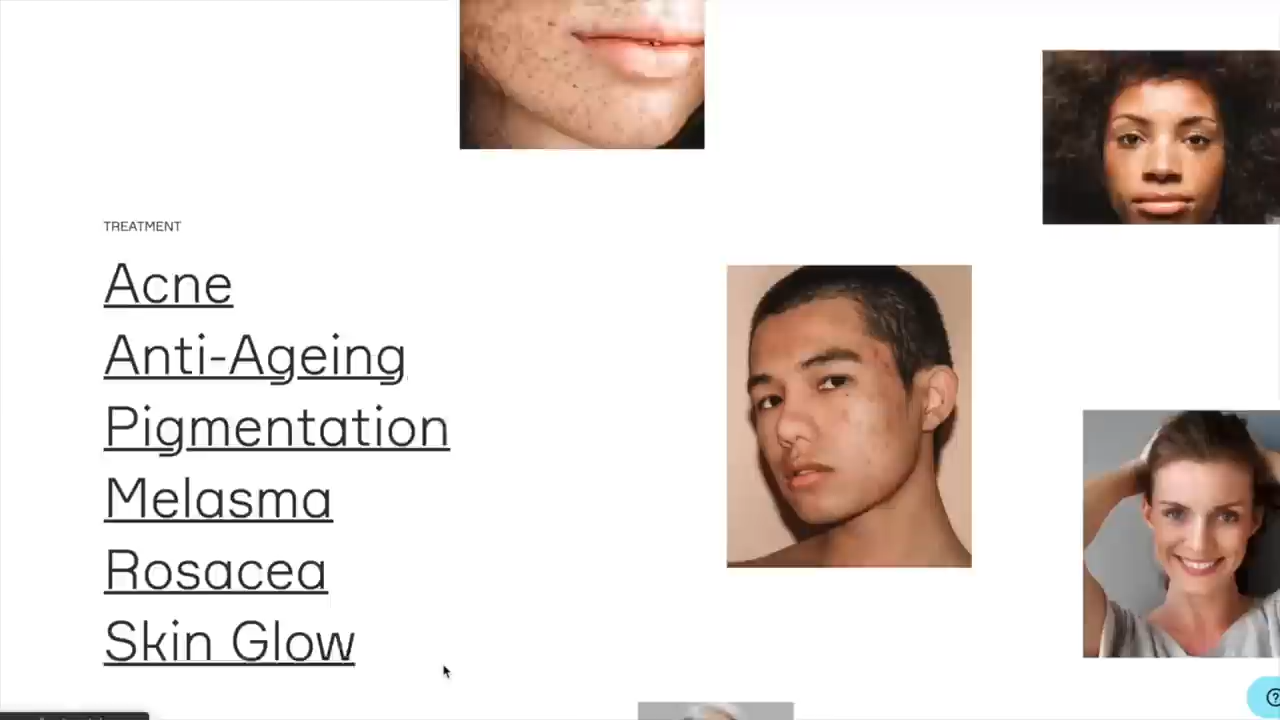 TREATMENT
Acne
Anti-Ageing
Pigmentation
Melasma
Rosacea
Skin Glow